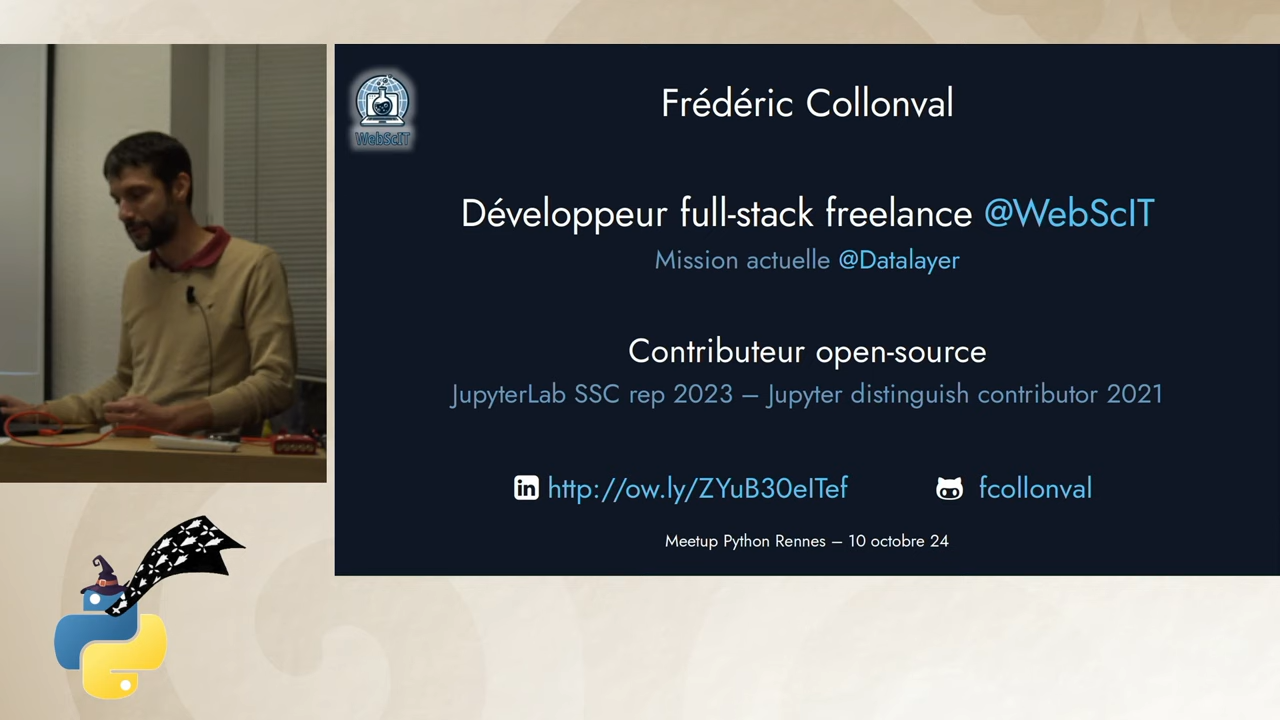 WebScIT
Frédéric Collonval
Développeur full-stack freelance @WebScIT
Mission actuelle @Datalayer
Contributeur open-source
JupyterLab SSC rep 2023 – Jupyter distinguish contributor 2021
in http://ow.ly/ZYuB30eITef
fcollonval
Meetup Python Rennes – 10 octobre 24